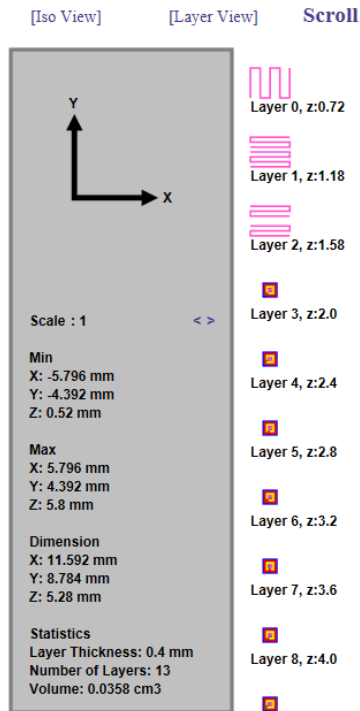 [Iso View] [Layer View] Scroll
Y
X
Scale : 1 < >
Min
X: -5.796 mm
Y: -4.392 mm
Z: 0.52 mm
Max
X: 5.796 mm
Y: 4.392 mm
Z: 5.8 mm
Dimension
X: 11.592 mm
Y: 8.784 mm
Z: 5.28 mm
Statistics
Layer Thickness: 0.4 mm
Number of Layers: 13
Volume: 0.0358 cm3
Layer 0, z:0.72
Layer 1, z:1.18
Layer 2, z:1.58
Layer 3, z:2.0
Layer 4, z:2.4
Layer 5, z:2.8
Layer 6, z:3.2
Layer 7, z:3.6
Layer 8, z:4.0